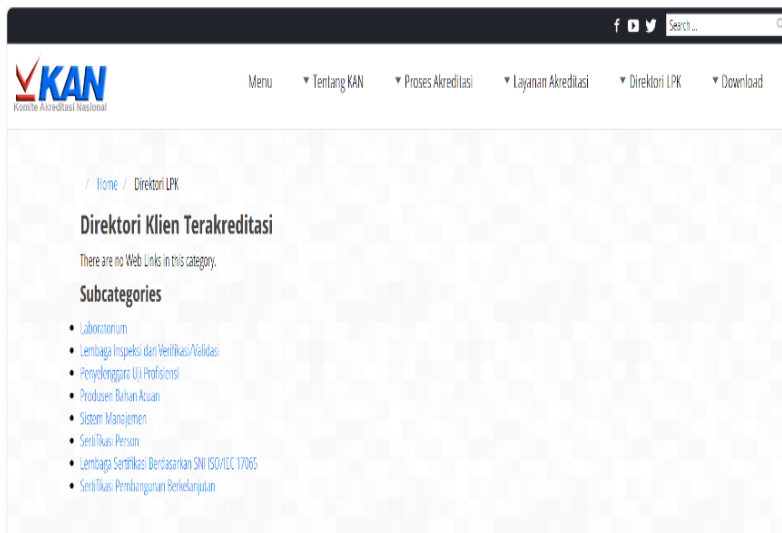 Search ...
KAN
Komite Akreditasi Nasional
Menu
Tentang KAN
Proses Akreditasi
Layanan Akreditasi
Direktori LPK
Download
/ Home / Direktori LPK
Direktori Klien Terakreditasi
There are no Web Links in this category.
Subcategories
Laboratorium
Lembaga Inspeksi dan Verifikasi/Validasi
Penyelenggara Uji Profisiensi
Produsen Bahan Acuan
Sistem Manajemen
Sertifikasi Person
Lembaga Sertifikasi Berdasarkan SNI ISO/IEC 17065
Sertifikasi Pembangunan Berkelanjutan